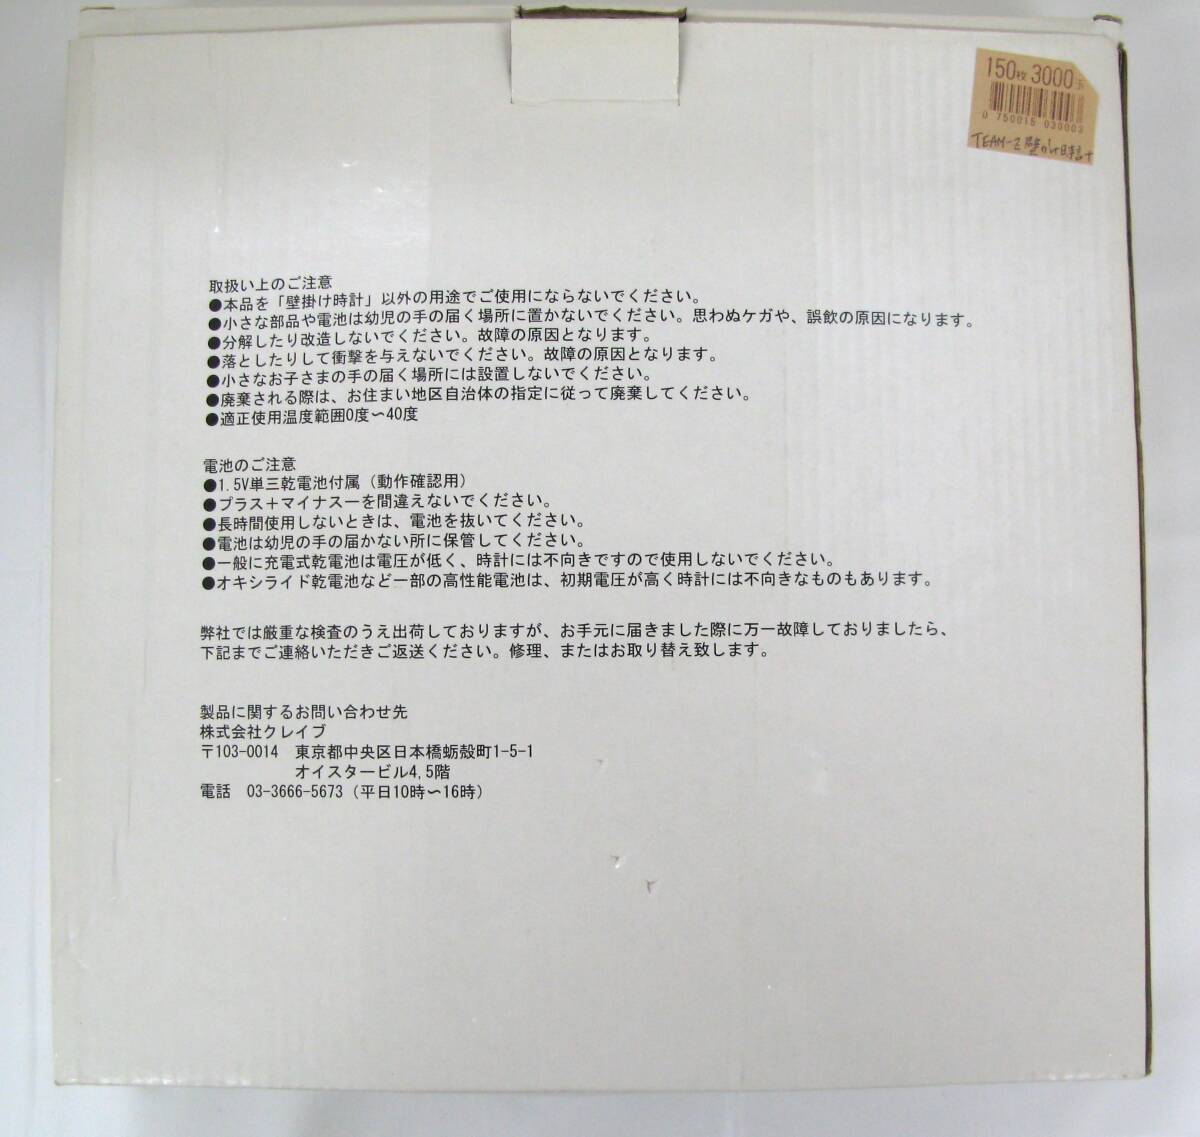 150枚 3000玉
0 750015 030003
TEAM-Z 壁かけ時計
取扱い上のご注意
●本品を「壁掛け時計」以外の用途でご使用にならないでください。
●小さな部品や電池は幼児の手の届く場所に置かないでください。思わぬケガや、誤飲の原因になります。
●分解したり改造しないでください。故障の原因となります。
●落としたりして衝撃を与えないでください。故障の原因となります。
●小さなお子さまの手の届く場所には設置しないでください。
●廃棄される際は、お住まい地区自治体の指定に従って廃棄してください。
●適正使用温度範囲0度～40度
電池のご注意
●1.5V単三乾電池付属（動作確認用）
●プラス＋マイナスーを間違えないでください。
●長時間使用しないときは、電池を抜いてください。
●電池は幼児の手の届かない所に保管してください。
●一般に充電式乾電池は電圧が低く、時計には不向きですので使用しないでください。
●オキシライド乾電池など一部の高性能電池は、初期電圧が高く時計には不向きなものもあります。
弊社では厳重な検査のうえ出荷しておりますが、お手元に届きました際に万一故障しておりましたら、
下記までご連絡いただきご返送ください。修理、またはお取り替え致します。
製品に関するお問い合わせ先
株式会社クレイブ
〒103-0014　東京都中央区日本橋蛎殻町1-5-1
オイスタービル4,5階
電話　03-3666-5673（平日10時～16時）